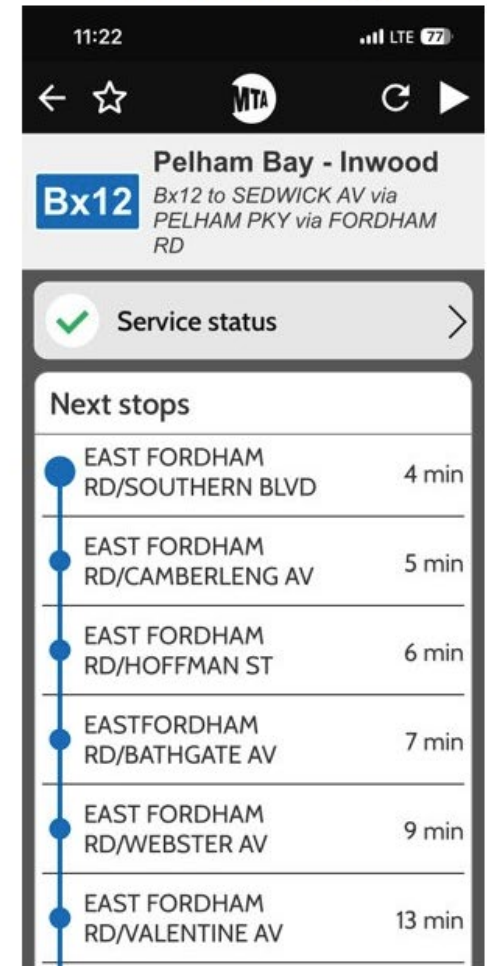 11:22 LTE 77
MTA
Pelham Bay - Inwood
Bx12
Bx12 to SEDWICK AV via
PELHAM PKY via FORDHAM
RD
Service status
Next stops
EAST FORDHAM
RD/SOUTHERN BLVD 4 min
EAST FORDHAM
RD/CAMBERLENG AV 5 min
EAST FORDHAM
RD/HOFFMAN ST 6 min
EASTFORDHAM
RD/BATHGATE AV 7 min
EAST FORDHAM
RD/WEBSTER AV 9 min
EAST FORDHAM
RD/VALENTINE AV 13 min